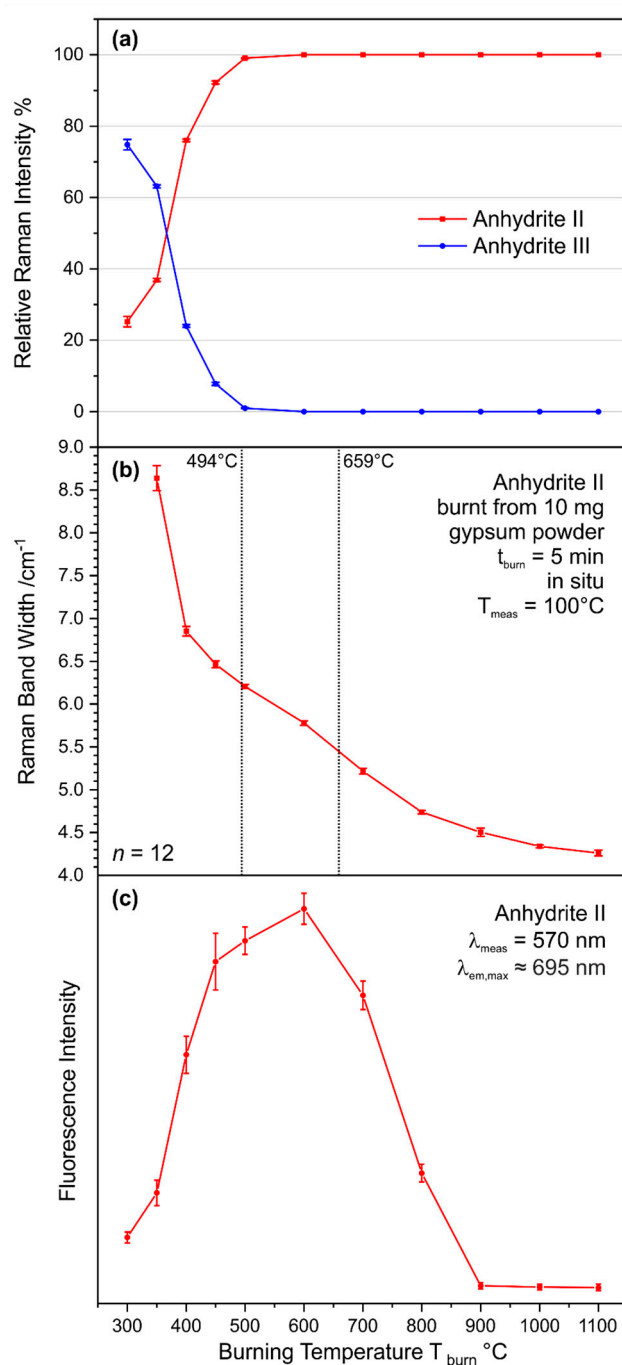 (a)
100
80
60
40
20
0
Relative Raman Intensity %
Anhydrite II
Anhydrite III
(b)
494°C
659°C
9.0
8.5
8.0
7.5
7.0
6.5
6.0
5.5
5.0
4.5
4.0
Raman Band Width /cm⁻¹
Anhydrite II
burnt from 10 mg
gypsum powder
t_burn = 5 min
in situ
T_meas = 100°C
n = 12
(c)
Anhydrite II
λ_meas = 570 nm
λ_em,max ≈ 695 nm
Fluorescence Intensity
300 400 500 600 700 800 900 1000 1100
Burning Temperature T_burn °C